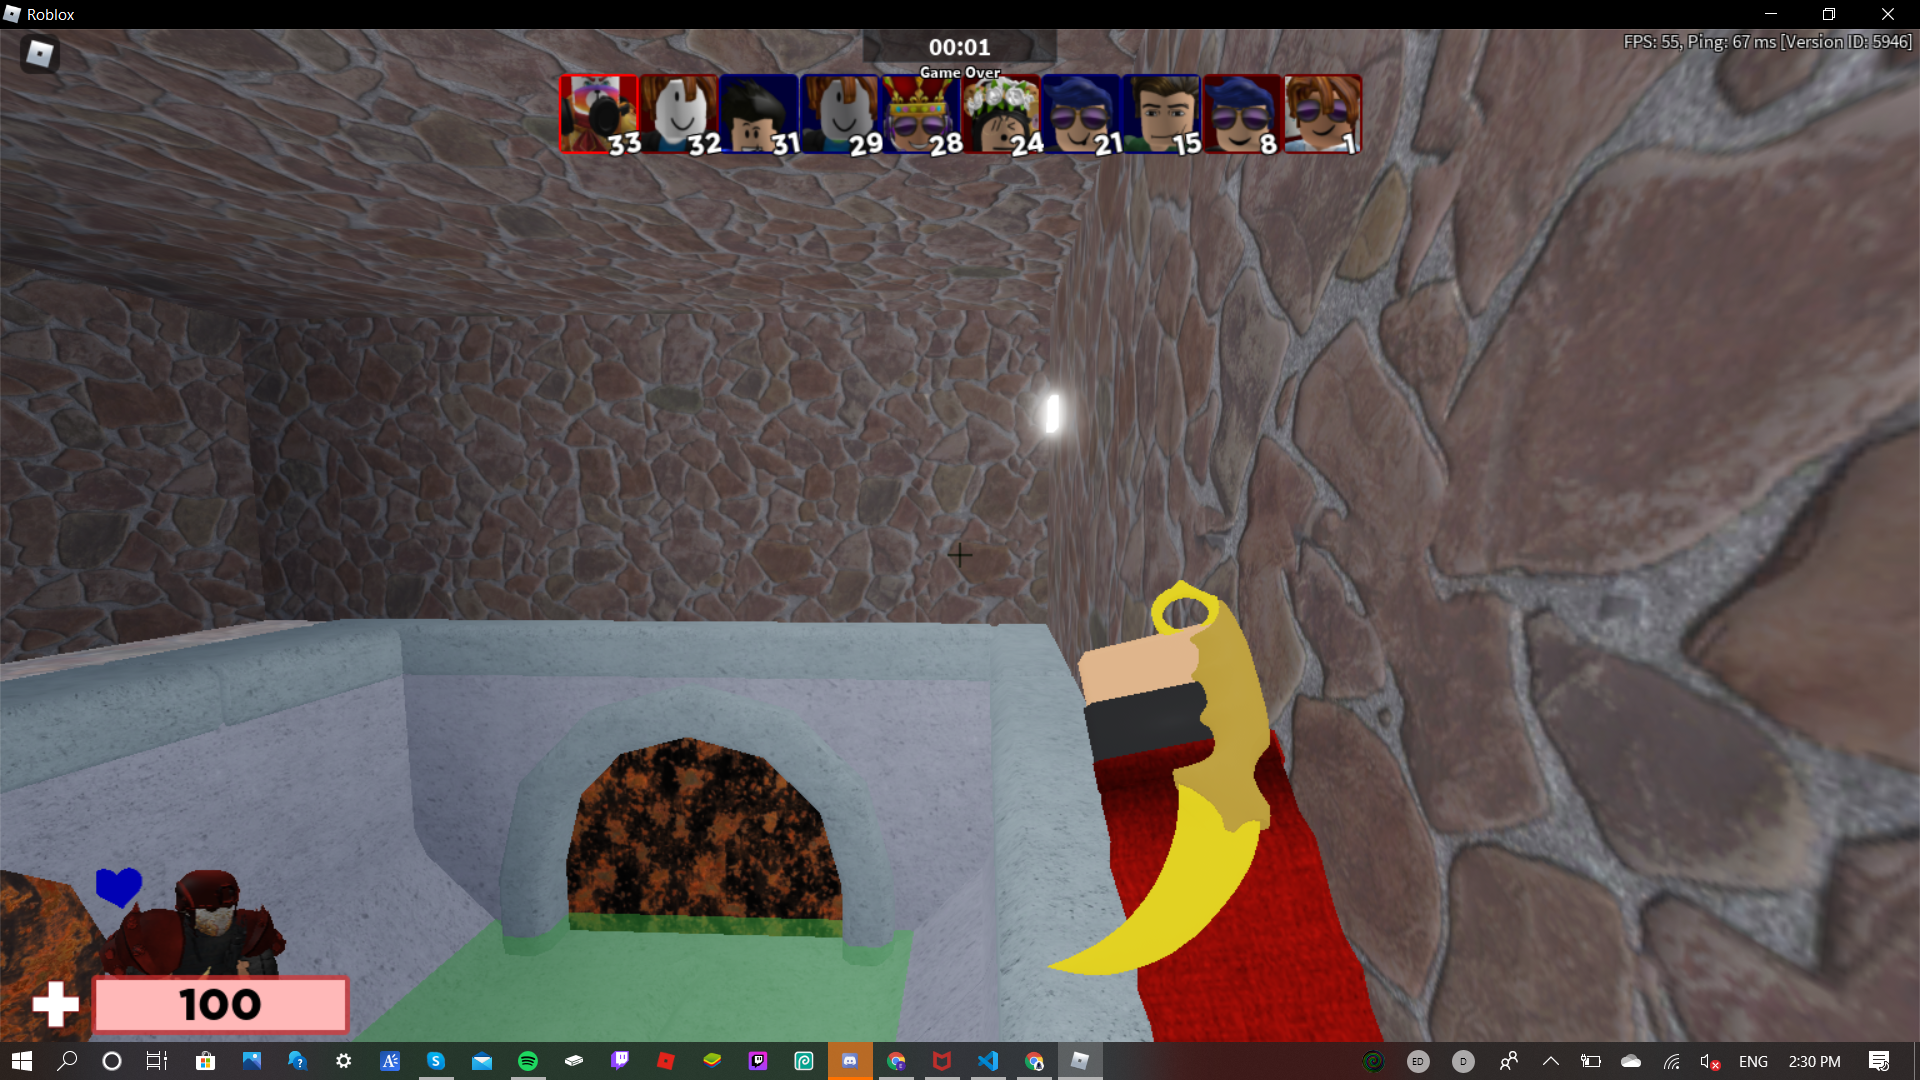 Roblox
00:01
FPS: 55, Ping: 67 ms [Version ID: 5946]
Game Over
33 32 31 29 28 24 21 15 8 1
100
ED D ENG 2:30 PM